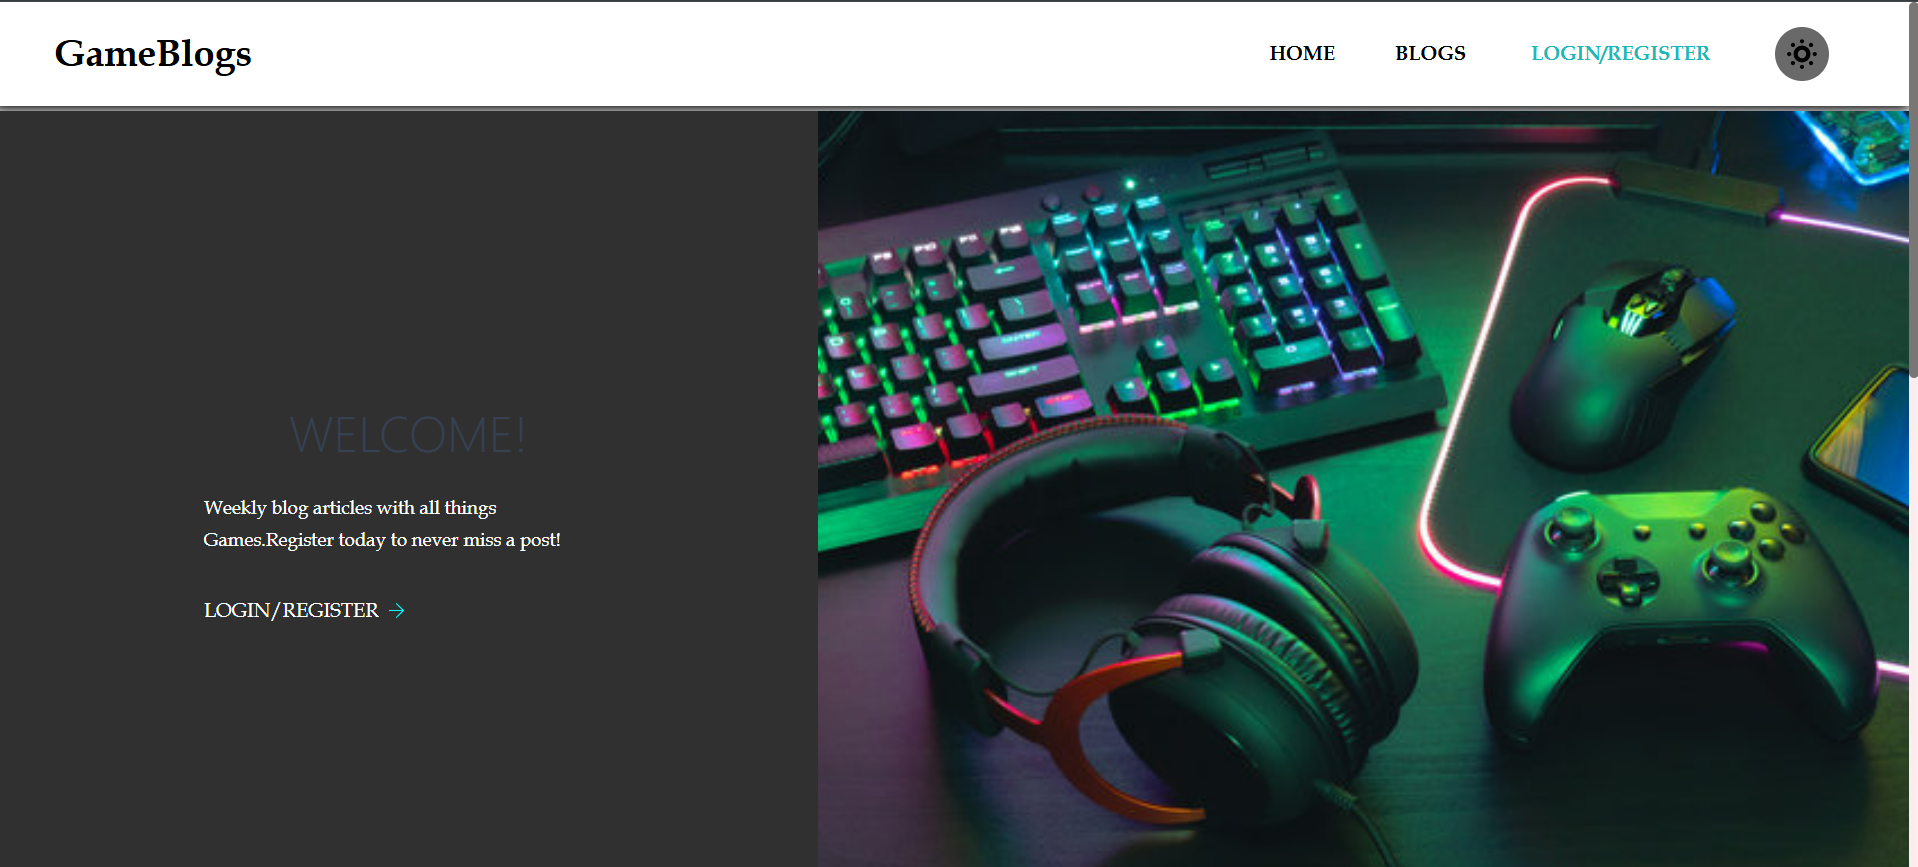 GameBlogs
HOME BLOGS LOGIN/REGISTER
WELCOME!
Weekly blog articles with all things
Games.Register today to never miss a post!
LOGIN/REGISTER →